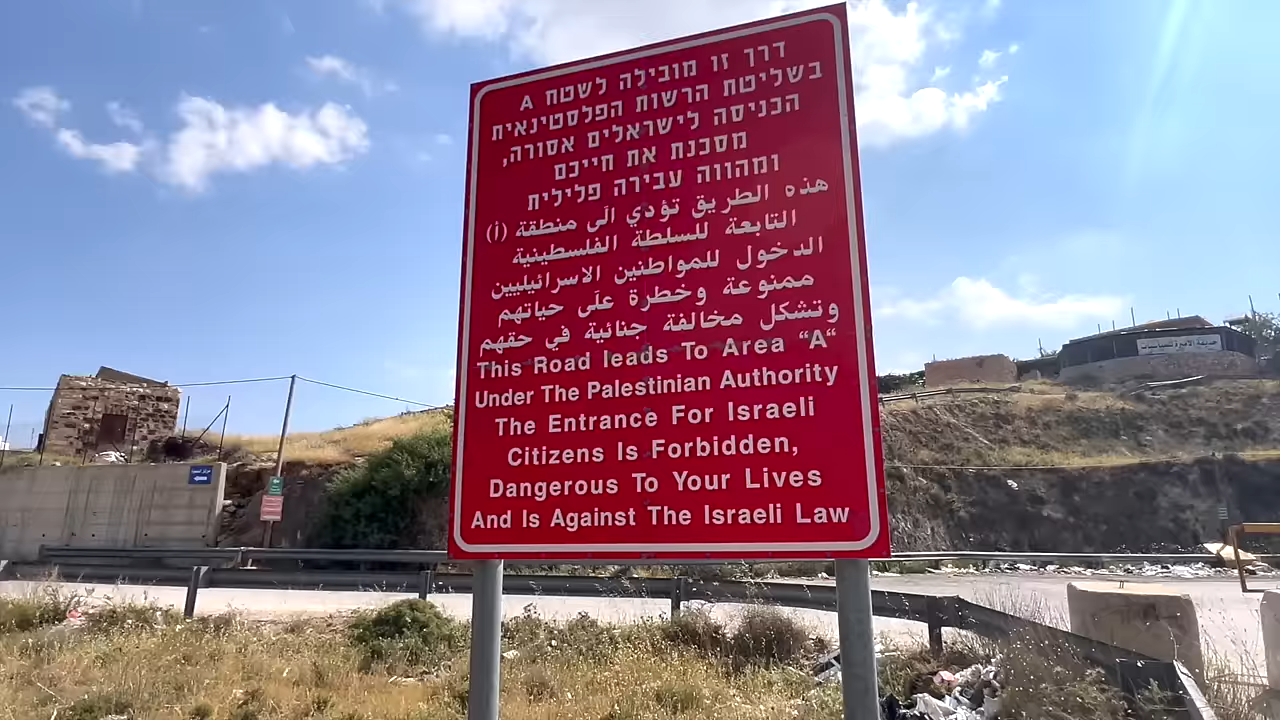 דרך זו מובילה לשטח A
בשליטת הרשות הפלסטינאית
הכניסה לישראלים אסורה,
מסכנת את חייכם
ומהווה עבירה פלילית
هذه الطريق تؤدي الى منطقة (أ)
التابعة للسلطة الفلسطينية
الدخول للمواطنين الاسرائيليين
ممنوعة وخطرة على حياتهم
وتشكل مخالفة جنائية في حقهم
This Road leads To Area “A“
Under The Palestinian Authority
The Entrance For Israeli
Citizens Is Forbidden,
Dangerous To Your Lives
And Is Against The Israeli Law